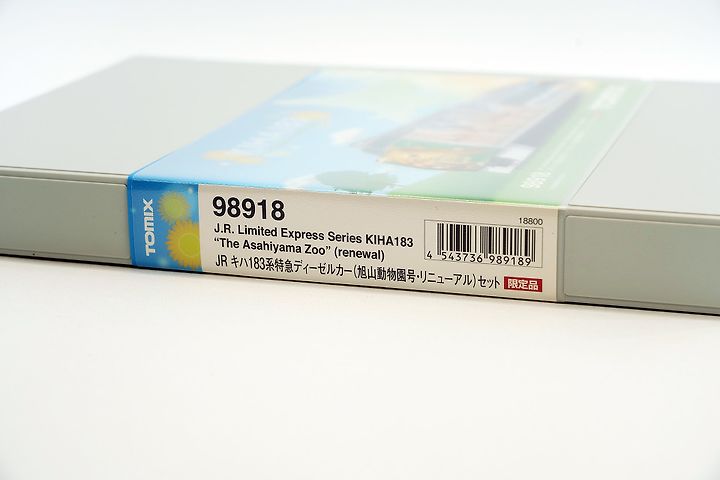 TOMIX
98918
J.R. Limited Express Series KIHA183
“The Asahiyama Zoo” (renewal)
JR キハ183系特急ディーゼルカー(旭山動物園号・リニューアル)セット 限定品
18800
4 543736 989189